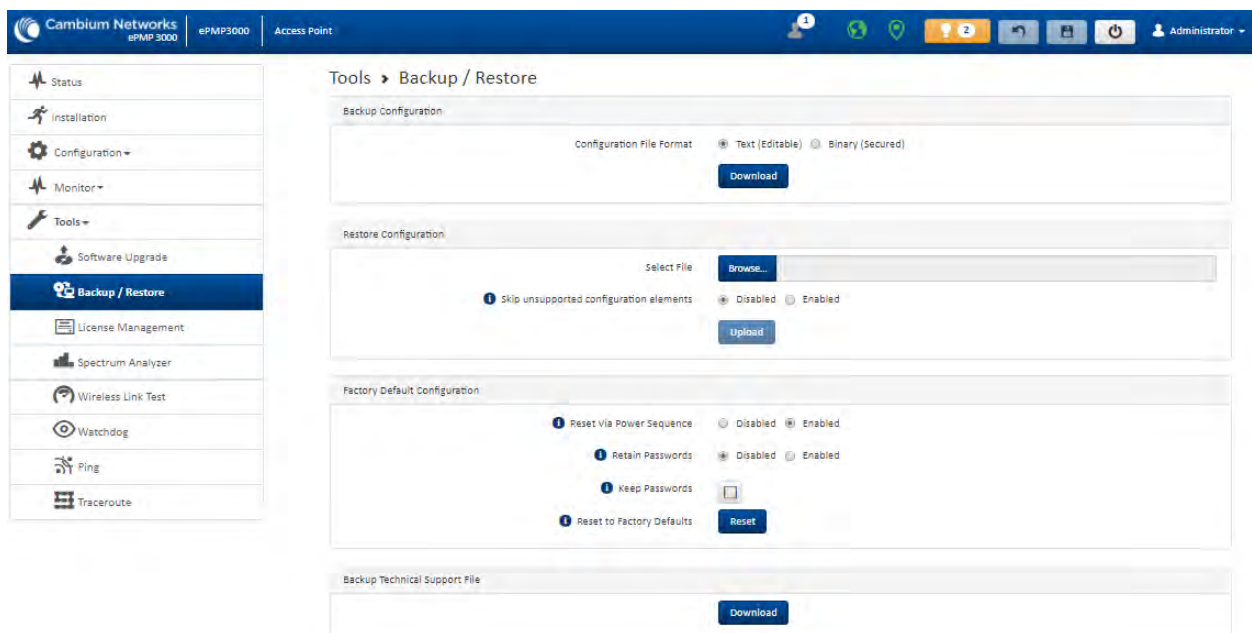 Cambium Networks
ePMP 3000
ePMP3000
Access Point
1
2
Administrator
Status
Installation
Configuration
Monitor
Tools
Software Upgrade
Backup / Restore
License Management
Spectrum Analyzer
Wireless Link Test
Watchdog
Ping
Traceroute
Tools > Backup / Restore
Backup Configuration
Configuration File Format Text (Editable) Binary (Secured)
Download
Restore Configuration
Select File Browse...
Skip unsupported configuration elements Disabled Enabled
Upload
Factory Default Configuration
Reset Via Power Sequence Disabled Enabled
Retain Passwords Disabled Enabled
Keep Passwords
Reset to Factory Defaults Reset
Backup Technical Support File
Download